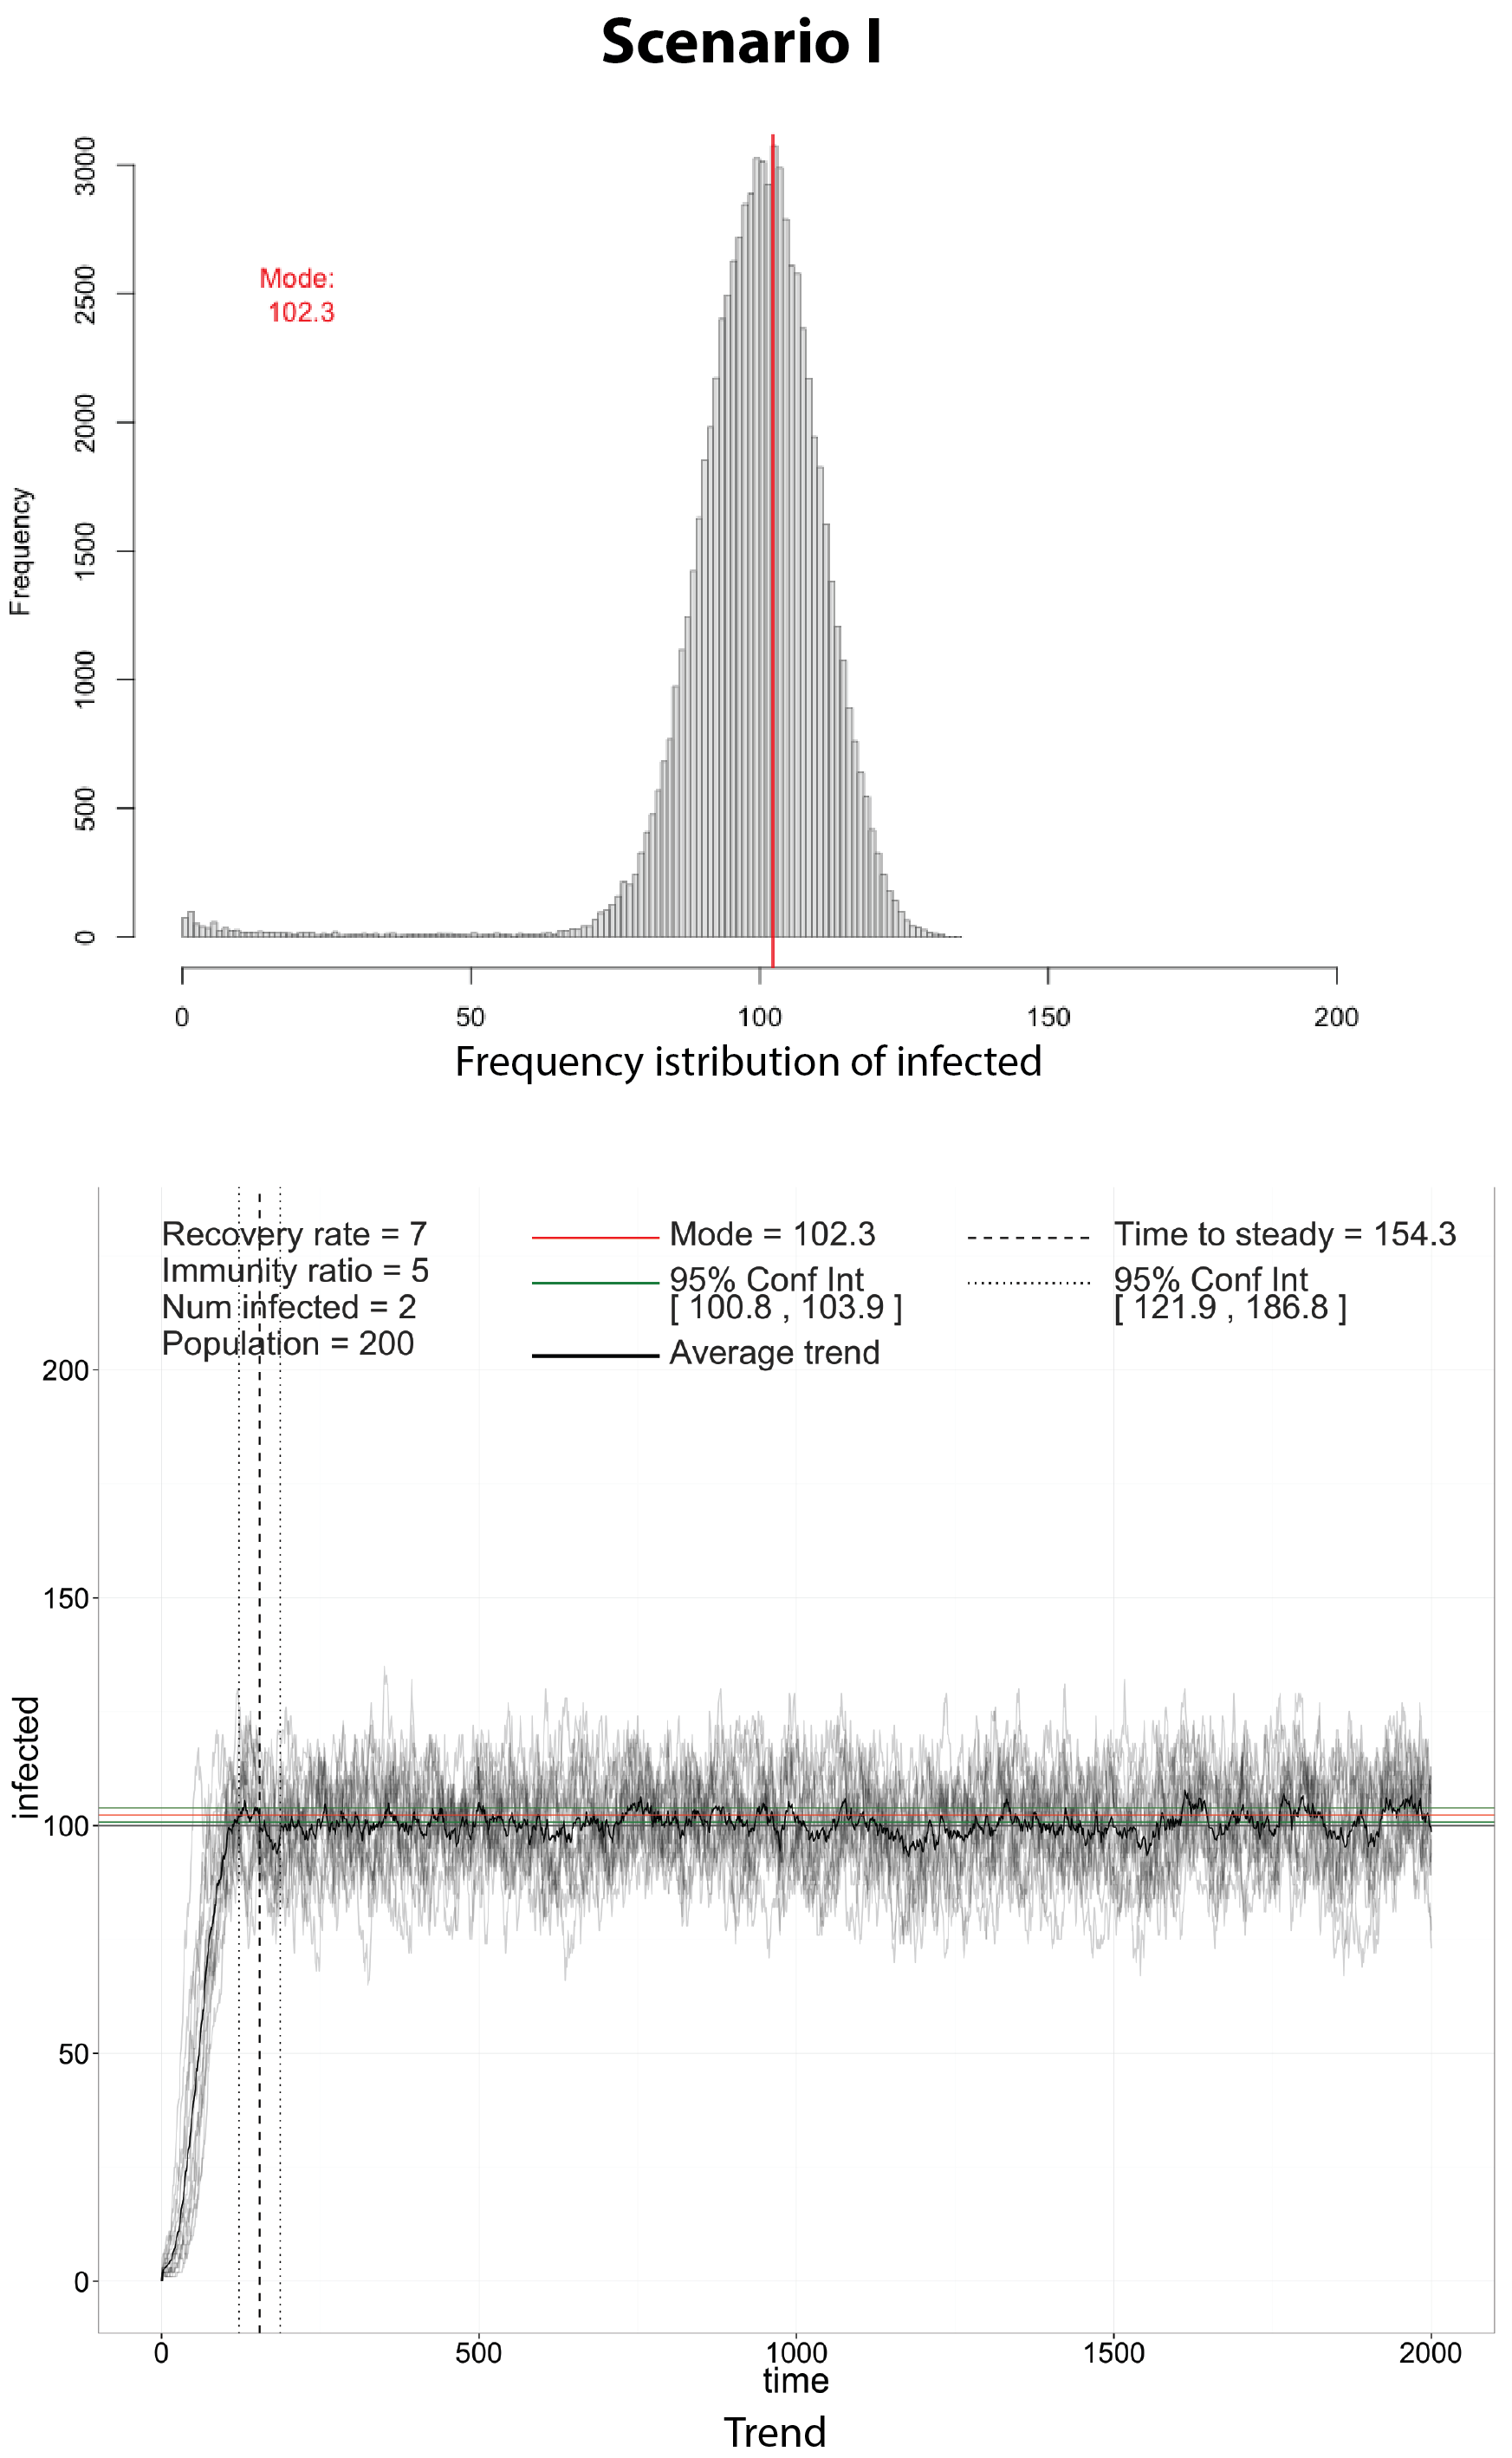 Scenario I
3000
2500
2000
1500
1000
500
0
Frequency
Mode:
102.3
0 50 100 150 200
Frequency istribution of infected
Recovery rate = 7
Immunity ratio = 5
Num infected = 2
Population = 200
Mode = 102.3
95% Conf Int
[ 100.8 , 103.9 ]
Average trend
Time to steady = 154.3
95% Conf Int
[ 121.9 , 186.8 ]
200
150
100
50
0
infected
0 500 1000 1500 2000
time
Trend